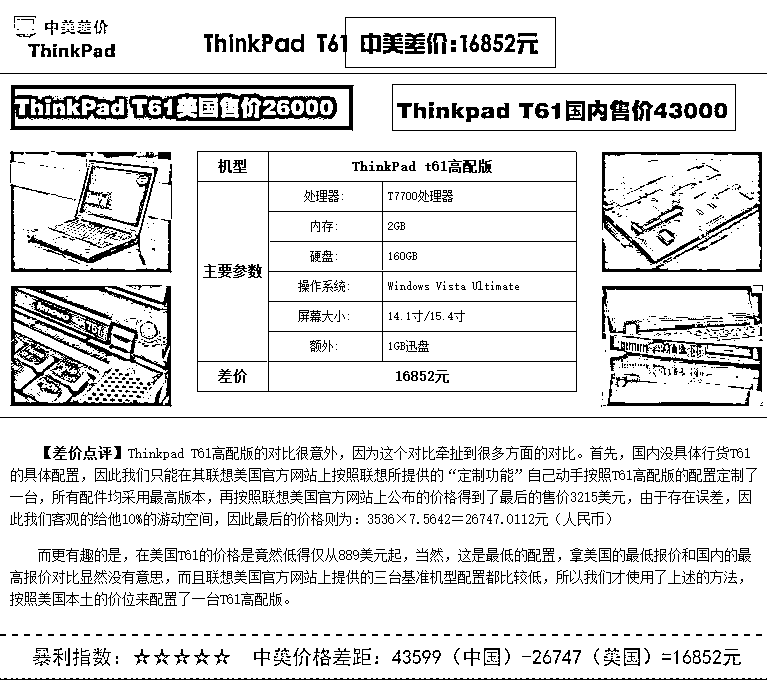 中美差价
ThinkPad
ThinkPad T61 中美差价:16852元
ThinkPad T61美国售价26000
Thinkpad T61国内售价43000
机型 ThinkPad t61高配版
主要参数
处理器: T7700处理器
内存: 2GB
硬盘: 160GB
操作系统: Windows Vista Ultimate
屏幕大小: 14.1寸/15.4寸
额外: 1GB迅盘
差价 16852元
【差价点评】Thinkpad T61高配版的对比很意外，因为这个对比牵扯到很多方面的对比。首先，国内没具体行货T61
的具体配置，因此我们只能在其联想美国官方网站上按照联想所提供的“定制功能”自己动手按照T61高配版的配置定制了
一台，所有配件均采用最高版本，再按照联想美国官方网站上公布的价格得到了最后的售价3215美元，由于存在误差，因
此我们客观的给他10%的游动空间，因此最后的价格则为：3536×7.5642＝26747.0112元（人民币）
而更有趣的是，在美国T61的价格是竟然低得仅从889美元起，当然，这是最低的配置，拿美国的最低报价和国内的最
高报价对比显然没有意思，而且联想美国官方网站上提供的三台基准机型配置都比较低，所以我们才使用了上述的方法，
按照美国本土的价位来配置了一台T61高配版。
暴利指数：☆☆☆☆☆ 中美价格差距：43599（中国）-26747（美国）=16852元